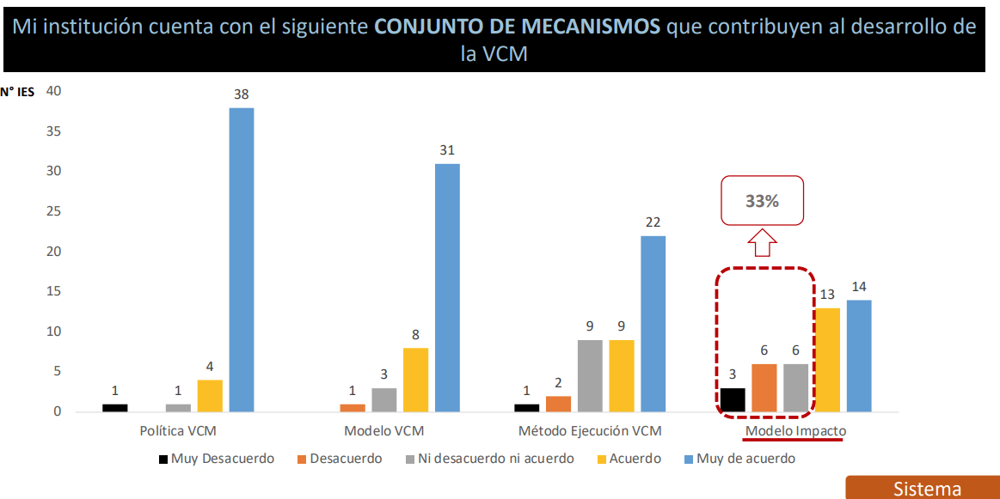 Mi institución cuenta con el siguiente CONJUNTO DE MECANISMOS que contribuyen al desarrollo de
la VCM
N° IES
40
35
30
25
20
15
10
5
0
1
1
4
38
1
3
8
31
1
2
9
9
22
33%
3
6
6
13
14
Política VCM
Modelo VCM
Método Ejecución VCM
Modelo Impacto
Muy Desacuerdo
Desacuerdo
Ni desacuerdo ni acuerdo
Acuerdo
Muy de acuerdo
Sistema